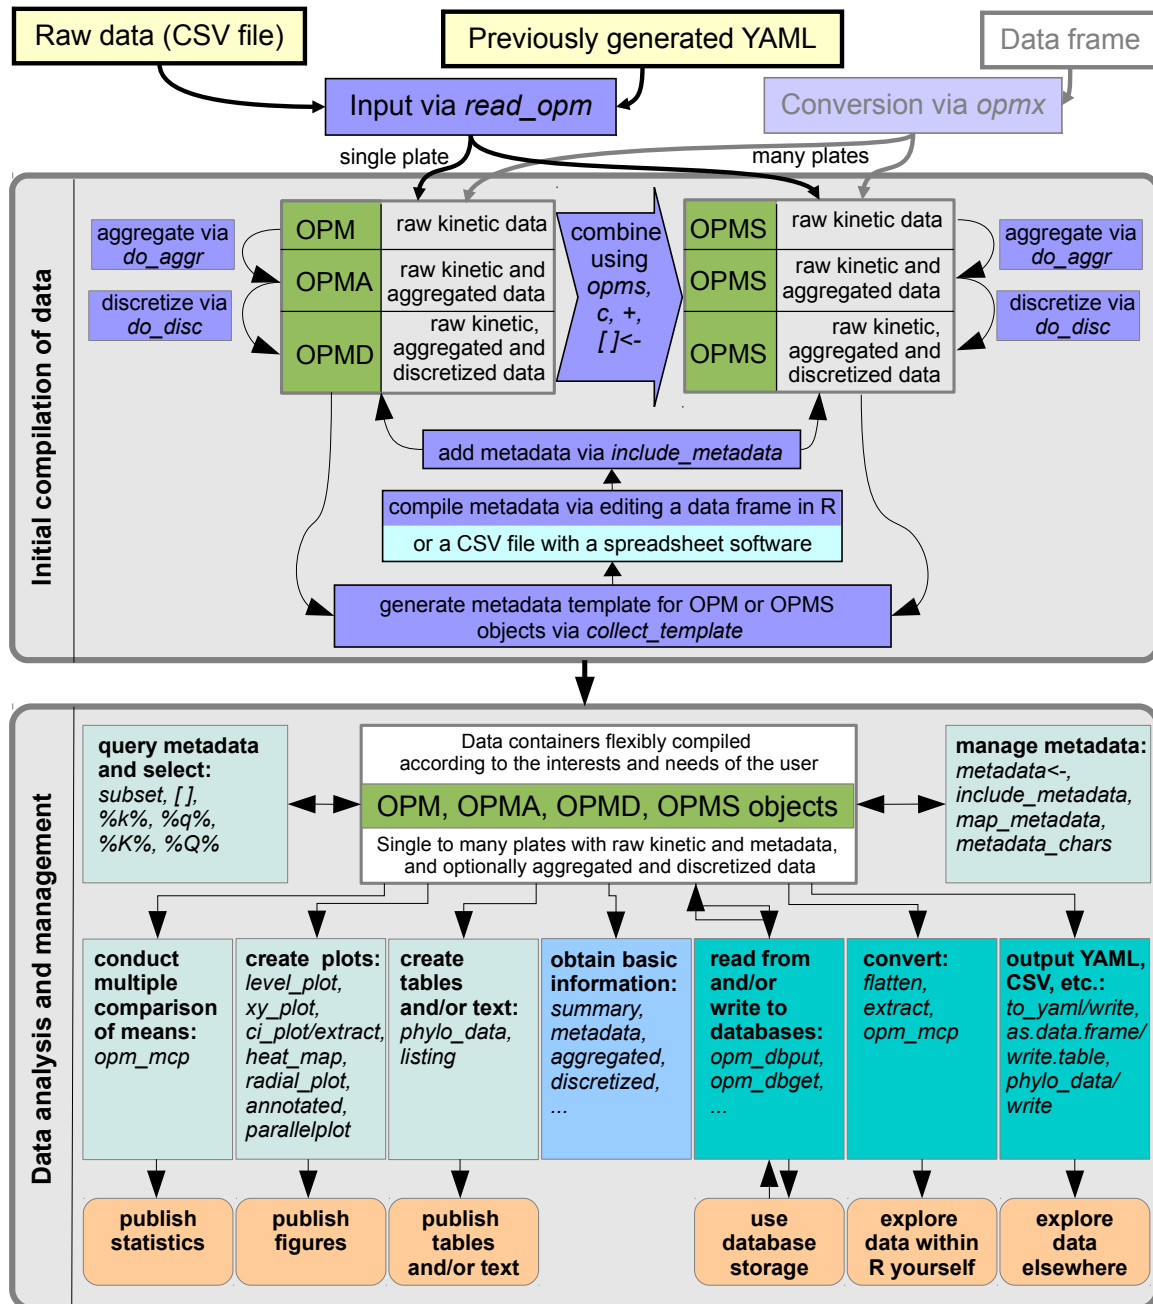 Raw data (CSV file)
Previously generated YAML
Data frame
Input via read_opm
Conversion via opmx
single plate
many plates
Initial compilation of data
aggregate via
do_aggr
discretize via
do_disc
OPM
raw kinetic data
OPMA
raw kinetic and
aggregated data
OPMD
raw kinetic,
aggregated and
discretized data
combine
using
opms,
c, +,
[ ]<-
OPMS
raw kinetic data
OPMS
raw kinetic and
aggregated data
OPMS
raw kinetic,
aggregated and
discretized data
aggregate via
do_aggr
discretize via
do_disc
add metadata via include_metadata
compile metadata via editing a data frame in R
or a CSV file with a spreadsheet software
generate metadata template for OPM or OPMS
objects via collect_template
Data analysis and management
query metadata
and select:
subset, [ ],
%k%, %q%,
%K%, %Q%
Data containers flexibly compiled
according to the interests and needs of the user
OPM, OPMA, OPMD, OPMS objects
Single to many plates with raw kinetic and metadata,
and optionally aggregated and discretized data
manage metadata:
metadata<-,
include_metadata,
map_metadata,
metadata_chars
conduct
multiple
comparison
of means:
opm_mcp
create plots:
level_plot,
xy_plot,
ci_plot/extract,
heat_map,
radial_plot,
annotated,
parallelplot
create
tables
and/or text:
phylo_data,
listing
obtain basic
information:
summary,
metadata,
aggregated,
discretized,
...
read from
and/or
write to
databases:
opm_dbput,
opm_dbget,
...
convert:
flatten,
extract,
opm_mcp
output YAML,
CSV, etc.:
to_yaml/write,
as.data.frame/
write.table,
phylo_data/
write
publish
statistics
publish
figures
publish
tables
and/or text
use
database
storage
explore
data within
R yourself
explore
data
elsewhere